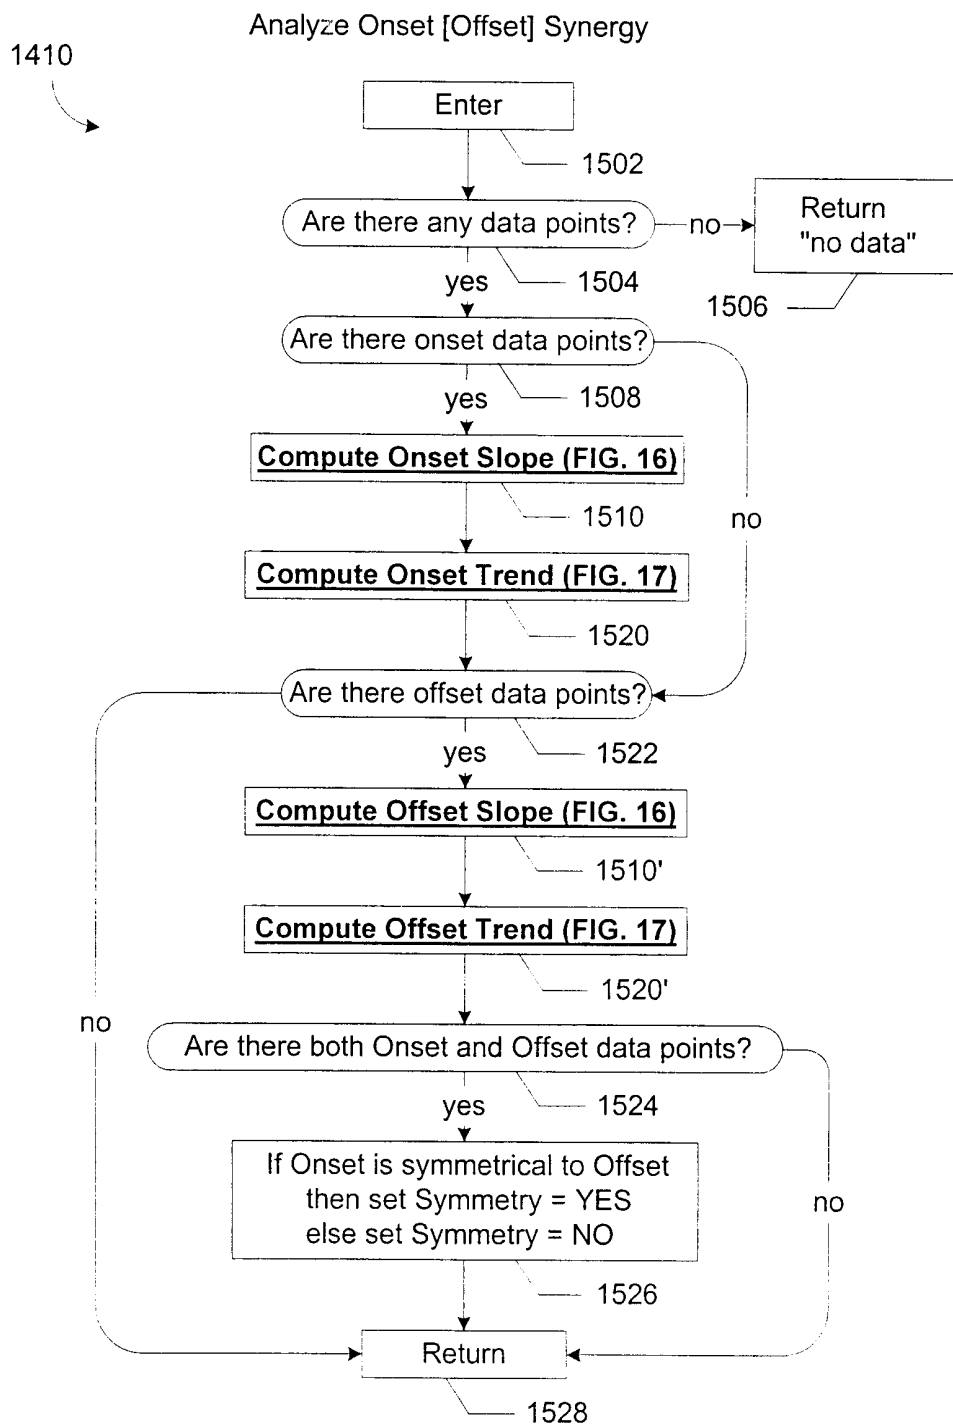 Analyze Onset [Offset] Synergy
1410
Enter
1502
Are there any data points?
no
Return
"no data"
1504
yes
1506
Are there onset data points?
1508
yes
Compute Onset Slope (FIG. 16)
1510
no
Compute Onset Trend (FIG. 17)
1520
Are there offset data points?
1522
yes
Compute Offset Slope (FIG. 16)
1510'
Compute Offset Trend (FIG. 17)
1520'
no
Are there both Onset and Offset data points?
1524
yes
If Onset is symmetrical to Offset
then set Symmetry = YES
else set Symmetry = NO
no
1526
Return
1528